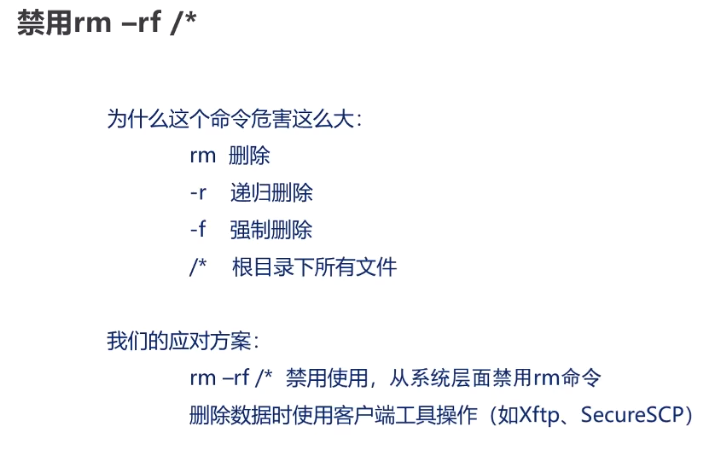 禁用rm –rf /*
为什么这个命令危害这么大：
rm 删除
-r 递归删除
-f 强制删除
/* 根目录下所有文件
我们的应对方案：
rm –rf /* 禁用使用，从系统层面禁用rm命令
删除数据时使用客户端工具操作（如Xftp、SecureSCP）